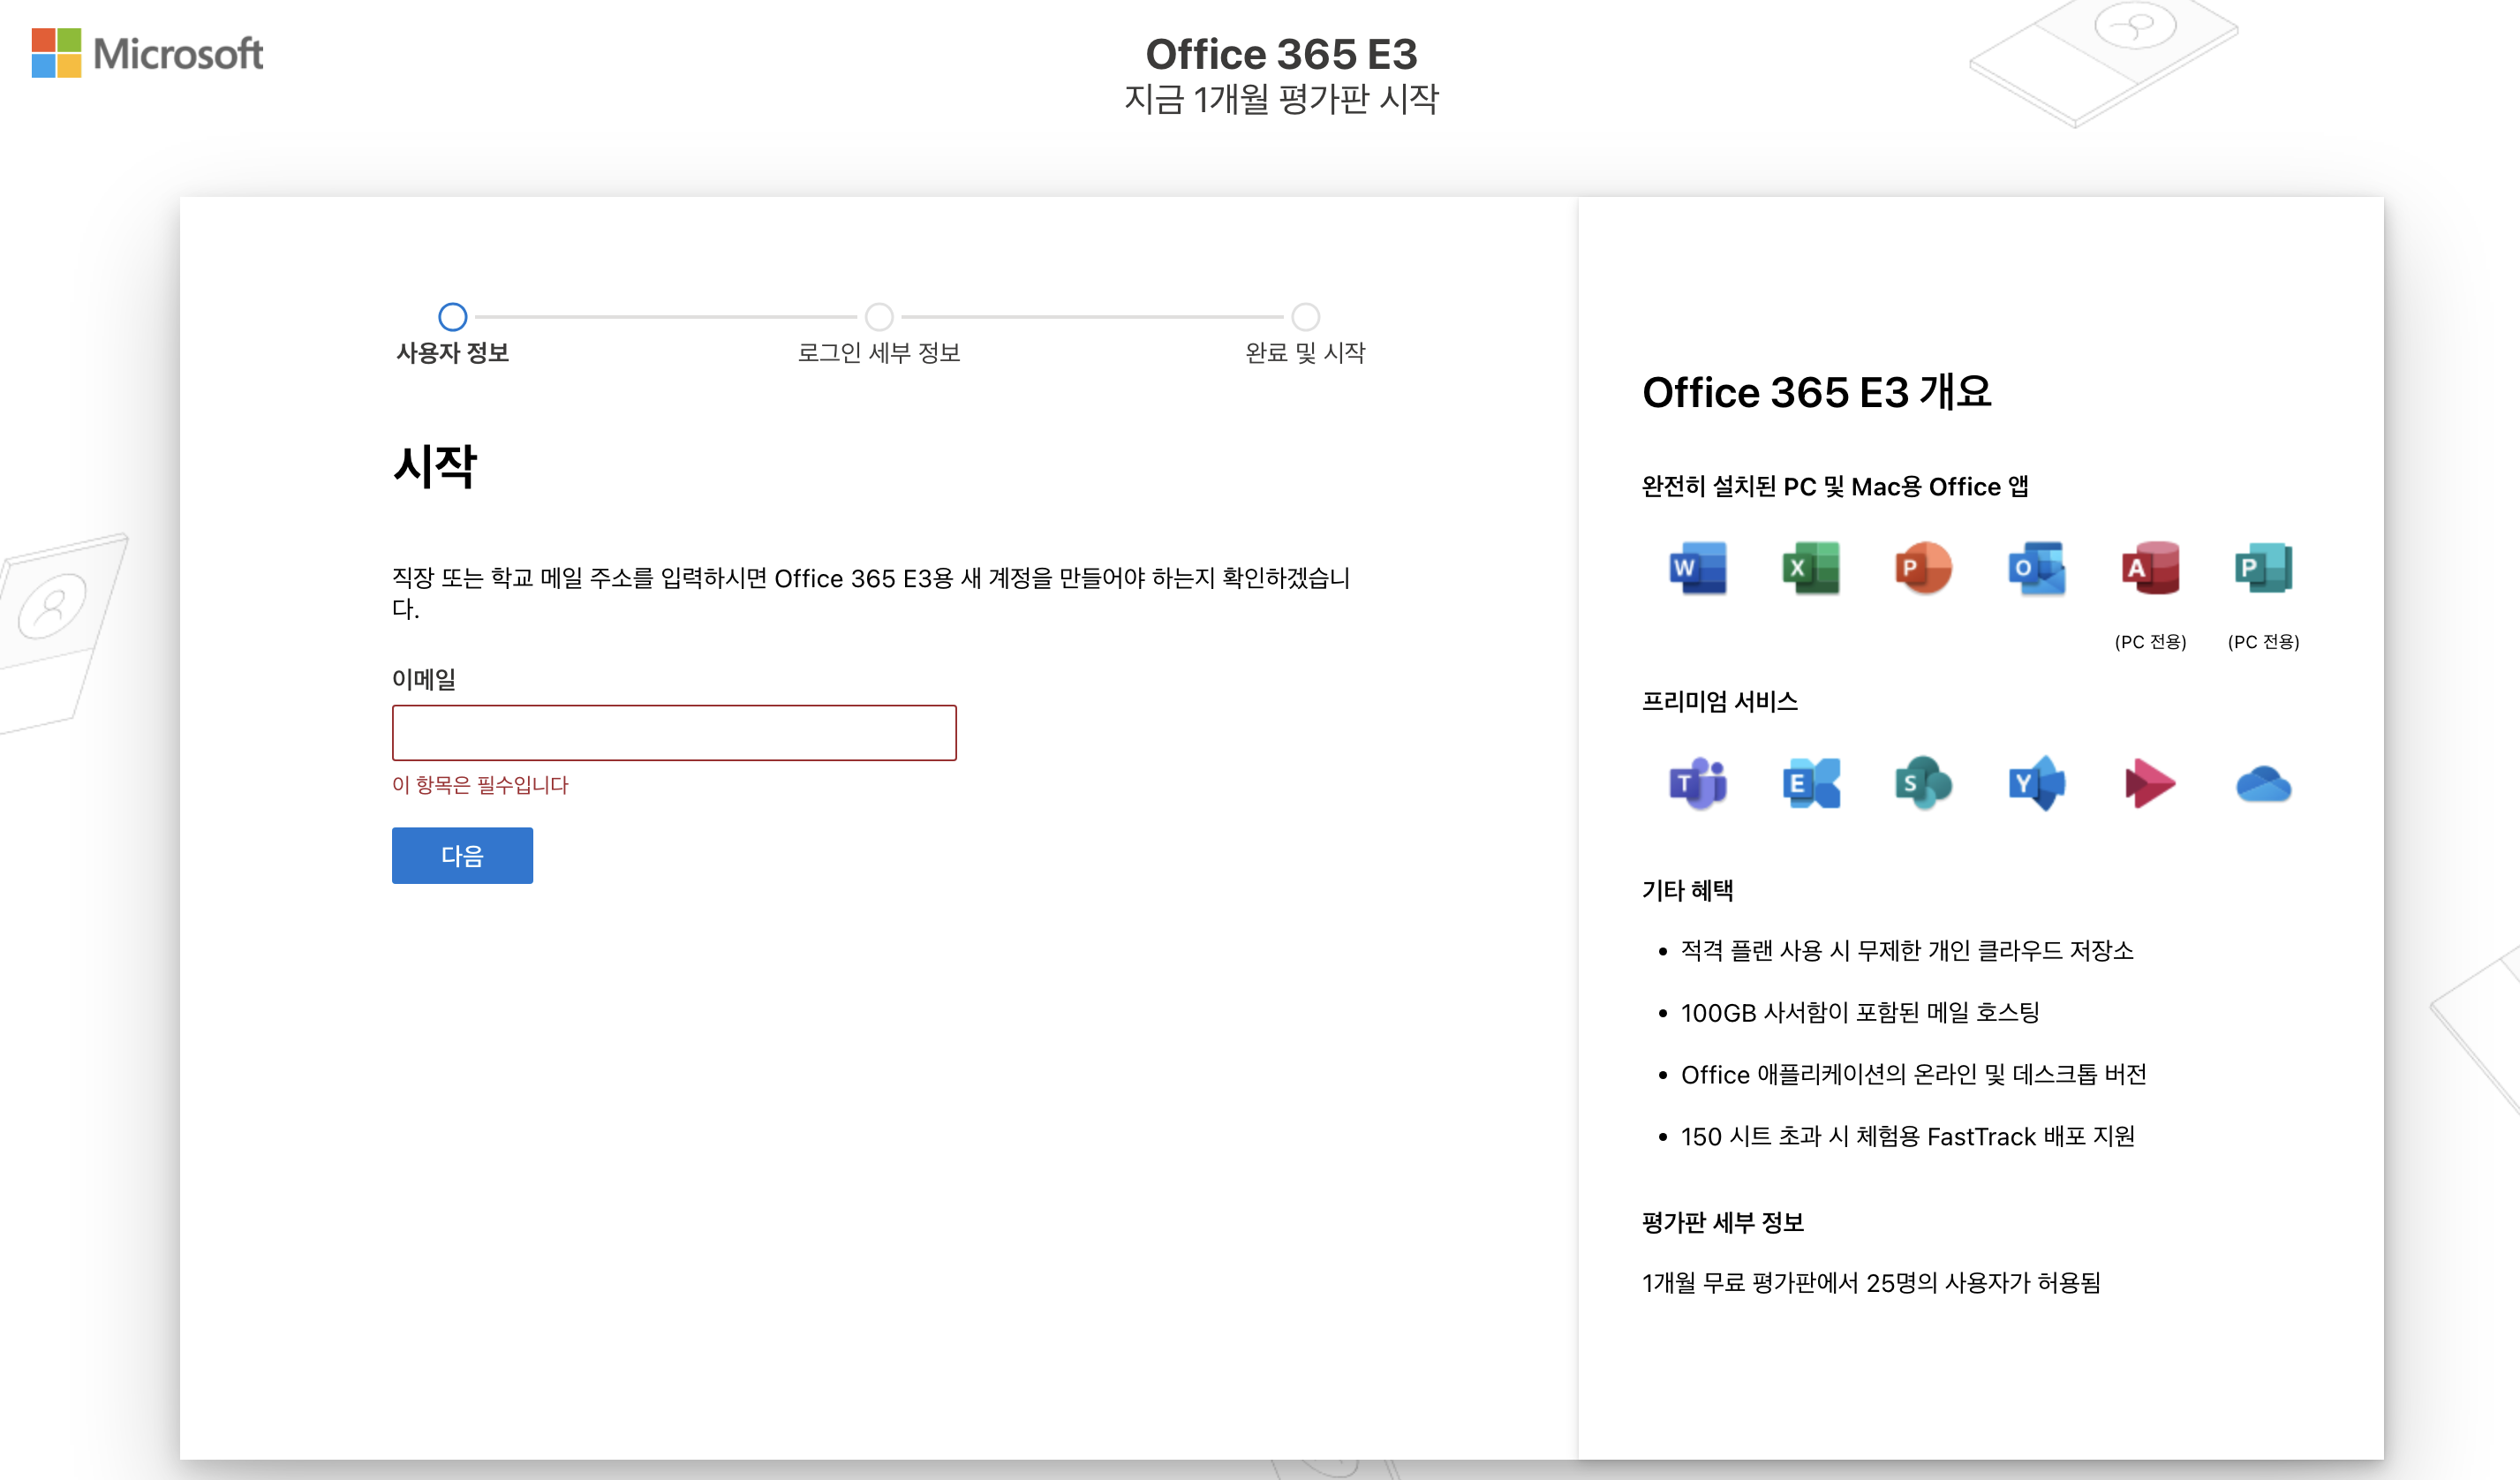 Microsoft
Office 365 E3
지금 1개월 평가판 시작
사용자 정보
로그인 세부 정보
완료 및 시작
시작
직장 또는 학교 메일 주소를 입력하시면 Office 365 E3용 새 계정을 만들어야 하는지 확인하겠습니
다.
이메일
이 항목은 필수입니다
다음
Office 365 E3 개요
완전히 설치된 PC 및 Mac용 Office 앱
W X P O A P
(PC 전용) (PC 전용)
프리미엄 서비스
T E S Y
기타 혜택
• 적격 플랜 사용 시 무제한 개인 클라우드 저장소
• 100GB 사서함이 포함된 메일 호스팅
• Office 애플리케이션의 온라인 및 데스크톱 버전
• 150 시트 초과 시 체험용 FastTrack 배포 지원
평가판 세부 정보
1개월 무료 평가판에서 25명의 사용자가 허용됨